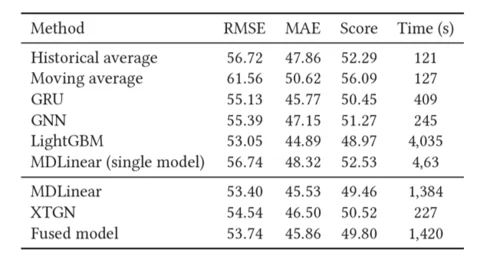 Method RMSE MAE Score Time (s)
Historical average 56.72 47.86 52.29 121
Moving average 61.56 50.62 56.09 127
GRU 55.13 45.77 50.45 409
GNN 55.39 47.15 51.27 245
LightGBM 53.05 44.89 48.97 4,035
MDLinear (single model) 56.74 48.32 52.53 4,63
MDLinear 53.40 45.53 49.46 1,384
XTGN 54.54 46.50 50.52 227
Fused model 53.74 45.86 49.80 1,420